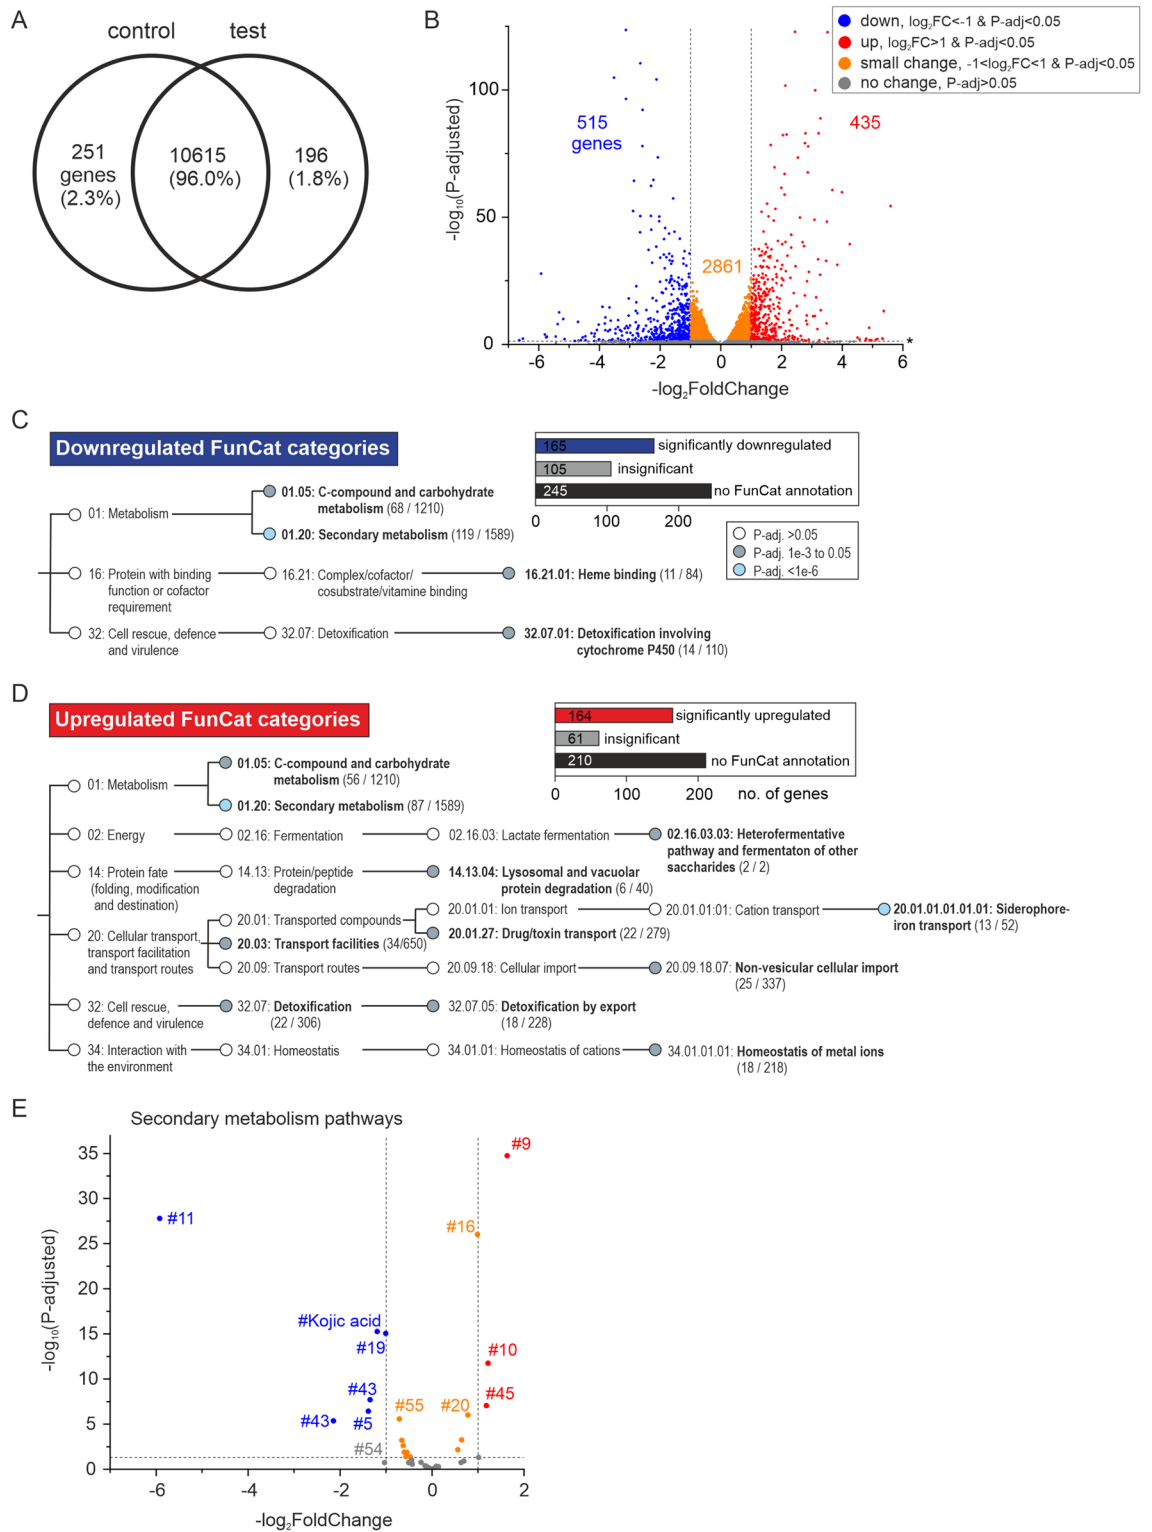 A
control
test
251
genes
(2.3%)
10615
(96.0%)
196
(1.8%)
B
down, log2FC<-1 & P-adj<0.05
up, log2FC>1 & P-adj<0.05
small change, -1<log2FC<1 & P-adj<0.05
no change, P-adj>0.05
-log10(P-adjusted)
100
50
0
515
genes
435
2861
*
-6
-4
-2
0
2
4
6
-log2FoldChange
C
Downregulated FunCat categories
165 significantly downregulated
105 insignificant
245 no FunCat annotation
0 100 200
P-adj. >0.05
P-adj. 1e-3 to 0.05
P-adj. <1e-6
01: Metabolism
01.05: C-compound and carbohydrate
metabolism (68 / 1210)
01.20: Secondary metabolism (119 / 1589)
16: Protein with binding
function or cofactor
requirement
16.21: Complex/cofactor/
cosubstrate/vitamine binding
16.21.01: Heme binding (11 / 84)
32: Cell rescue, defence
and virulence
32.07: Detoxification
32.07.01: Detoxification involving
cytochrome P450 (14 / 110)
D
Upregulated FunCat categories
164 significantly upregulated
61 insignificant
210 no FunCat annotation
0 100 200 no. of genes
01: Metabolism
01.05: C-compound and carbohydrate
metabolism (56 / 1210)
01.20: Secondary metabolism (87 / 1589)
02: Energy
02.16: Fermentation
02.16.03: Lactate fermentation
02.16.03.03: Heterofermentative
pathway and fermentaton of other
saccharides (2 / 2)
14: Protein fate
(folding, modification
and destination)
14.13: Protein/peptide
degradation
14.13.04: Lysosomal and vacuolar
protein degradation (6 / 40)
20: Cellular transport,
transport facilitation
and transport routes
20.01: Transported compounds
20.01.01: Ion transport
20.01.01:01: Cation transport
20.01.01.01.01.01: Siderophore-
iron transport (13 / 52)
20.01.27: Drug/toxin transport (22 / 279)
20.03: Transport facilities (34/650)
20.09: Transport routes
20.09.18: Cellular import
20.09.18.07: Non-vesicular cellular import
(25 / 337)
32: Cell rescue,
defence and virulence
32.07: Detoxification
(22 / 306)
32.07.05: Detoxification by export
(18 / 228)
34: Interaction with
the environment
34.01: Homeostatis
34.01.01: Homeostatis of cations
34.01.01.01: Homeostatis of metal ions
(18 / 218)
E
Secondary metabolism pathways
-log10(P-adjusted)
35
30
25
20
15
10
5
0
#9
#11
#16
#Kojic acid
#19
#10
#43
#45
#55
#20
#43
#5
#54
-6
-4
-2
0
2
-log2FoldChange